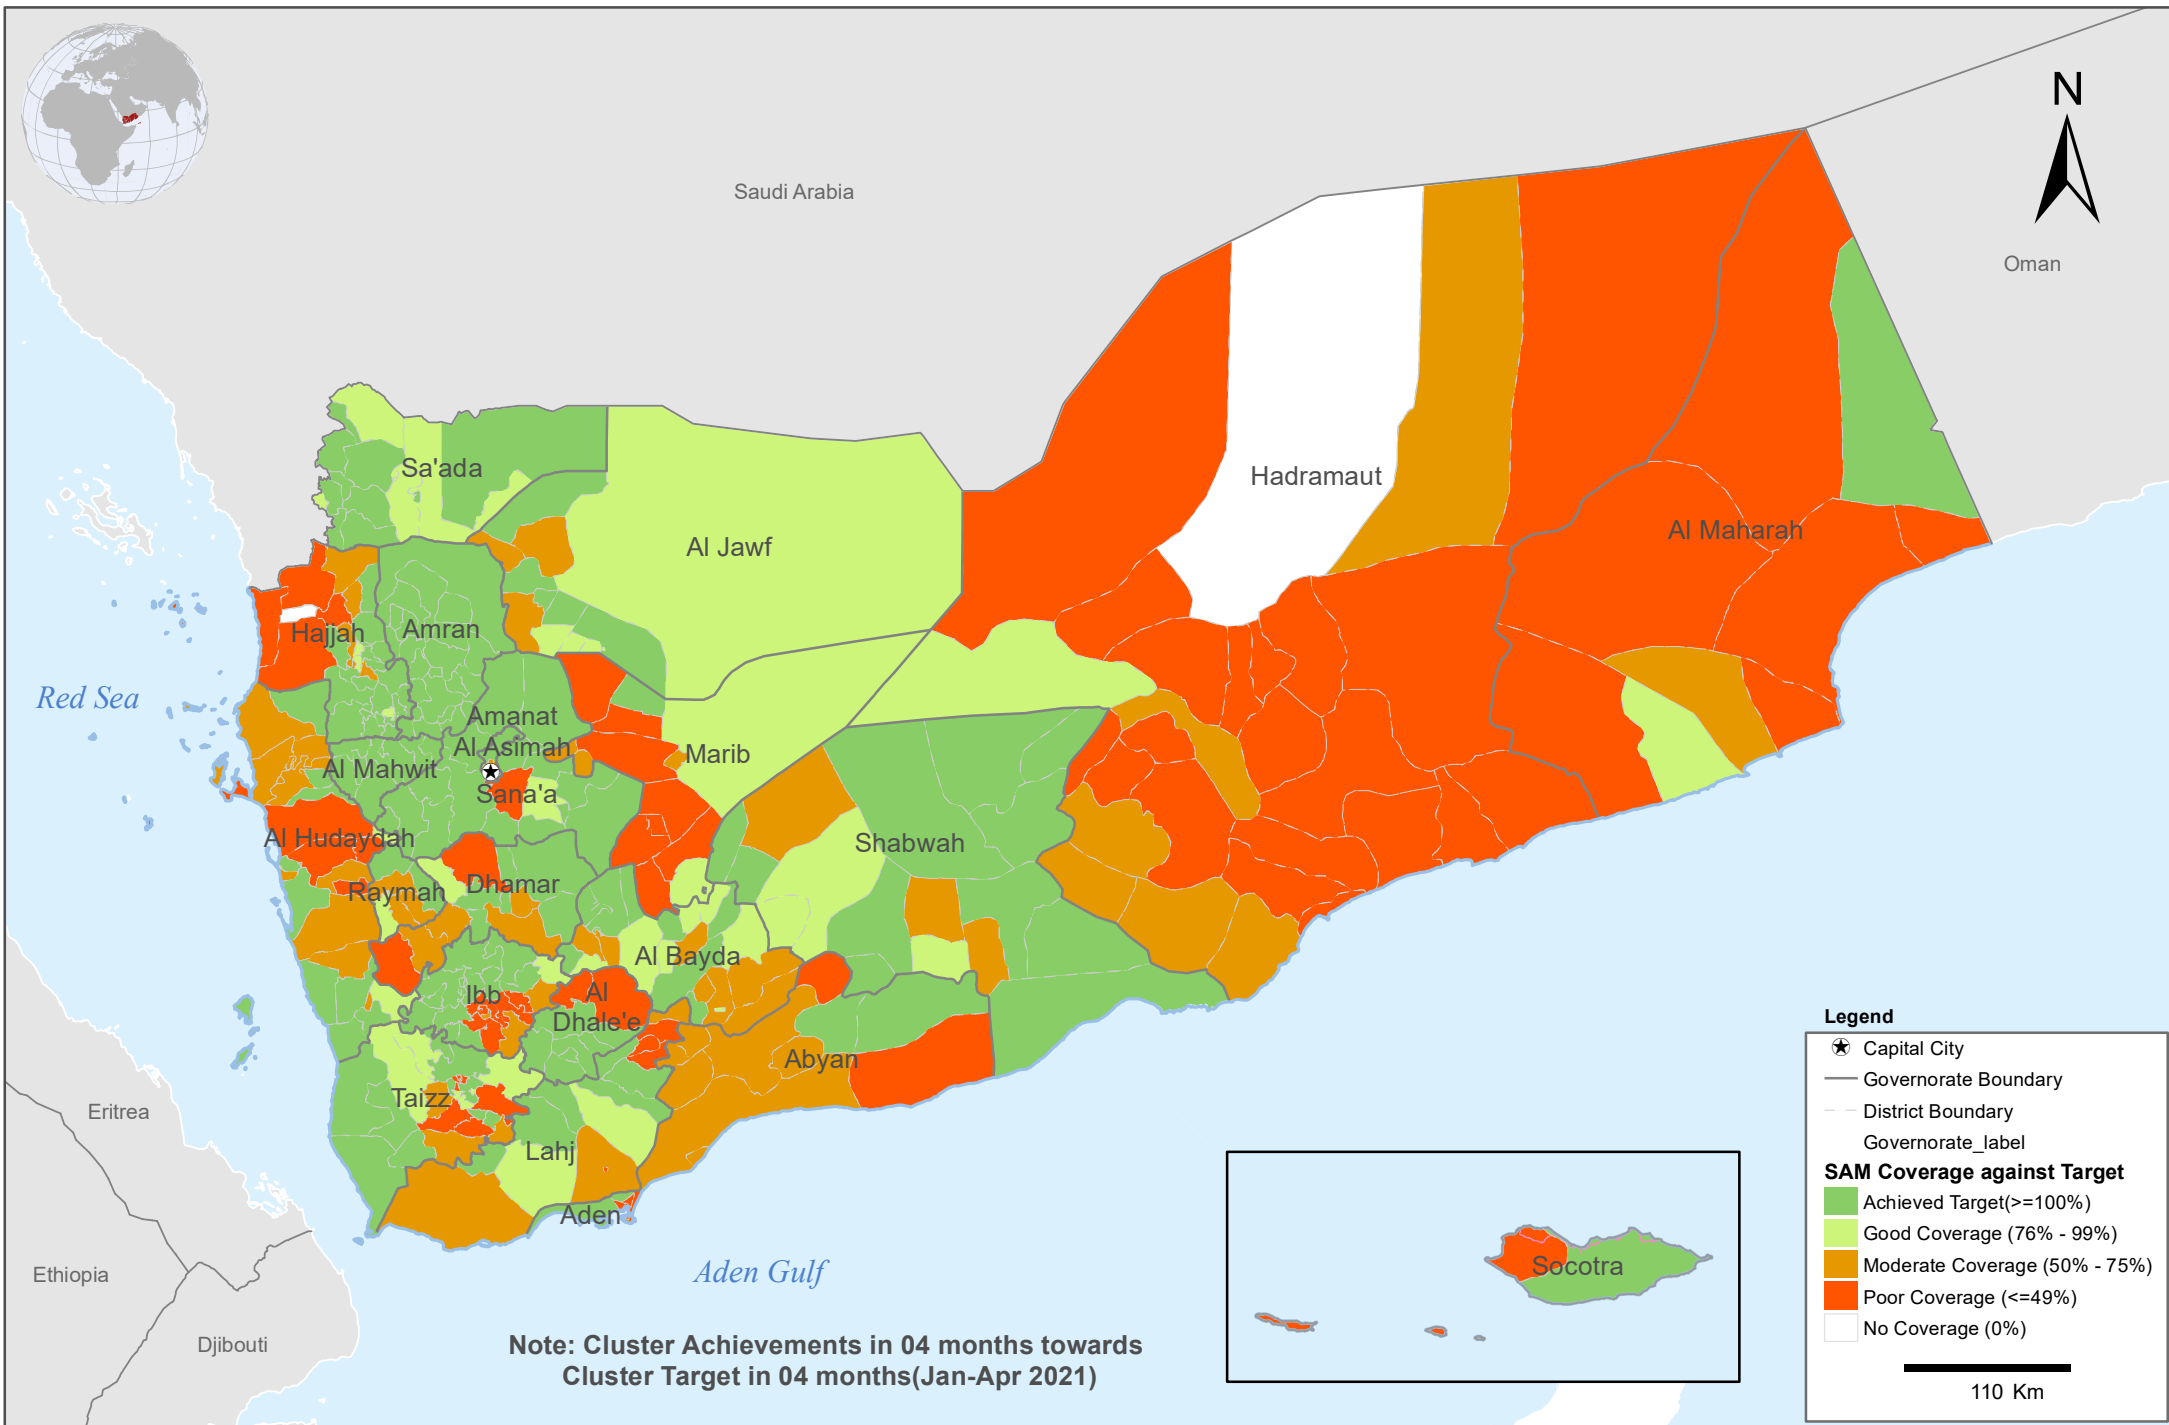 N
Saudi Arabia
Oman
Hadramaut
Sa'ada
Al Jawf
Al Maharah
Hajjah
Amran
Red Sea
Amanat
Al Asimah
Marib
Al Mahwit
Sana'a
Al Hudaydah
Shabwah
Raymah
Dhamar
Al Bayda
Ibb
Al
Dhale'e
Abyan
Taizz
Eritrea
Lahj
Aden
Aden Gulf
Ethiopia
Djibouti
Socotra
Note: Cluster Achievements in 04 months towards
Cluster Target in 04 months(Jan-Apr 2021)
Legend
Capital City
Governorate Boundary
District Boundary
Governorate_label
SAM Coverage against Target
Achieved Target(>=100%)
Good Coverage (76% - 99%)
Moderate Coverage (50% - 75%)
Poor Coverage (<=49%)
No Coverage (0%)
110 Km